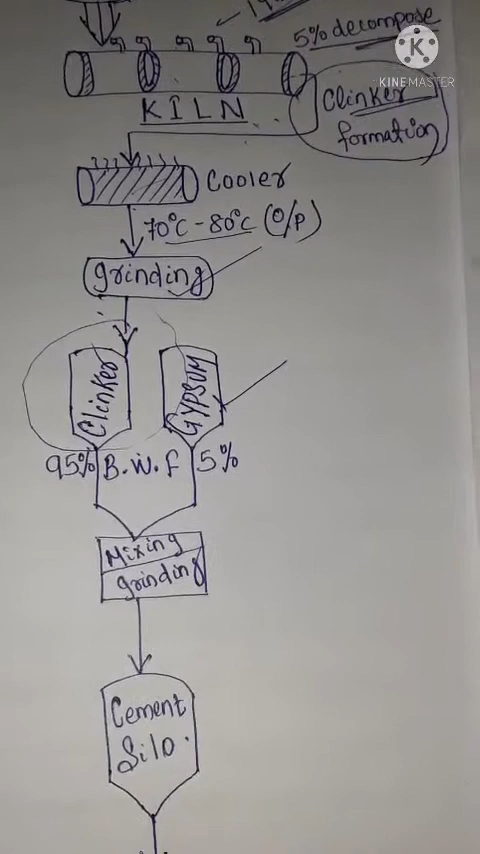 5% decompose
KINEMASTER
KILN
Clinker
formation
Cooler
70°C - 80°C (O/P)
grinding
Clinker
GYPSUM
95% B.W.F 5%
Mixing
grinding
Cement
Silo